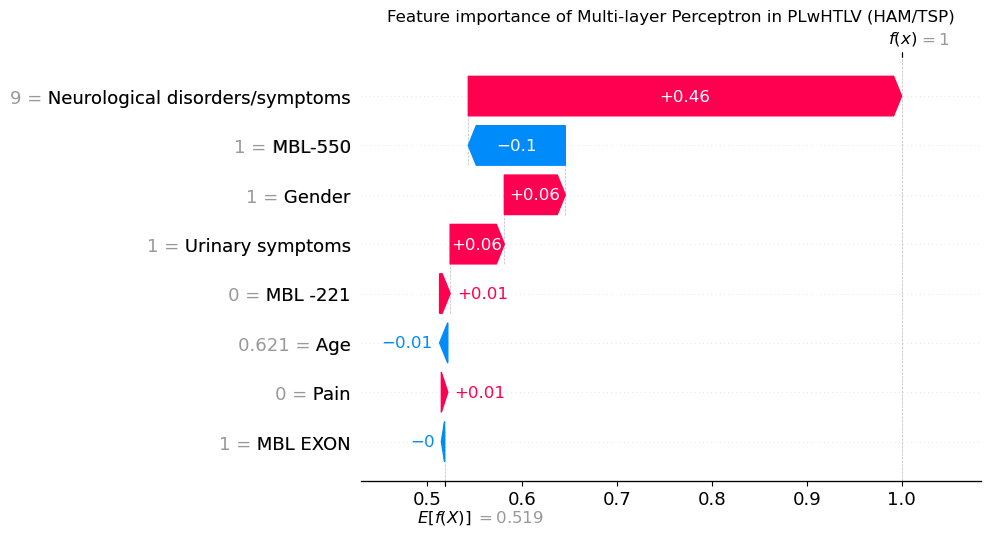 Feature importance of Multi-layer Perceptron in PLwHTLV (HAM/TSP)
f(x) = 1
9 = Neurological disorders/symptoms
+0.46
1 = MBL-550
−0.1
1 = Gender
+0.06
1 = Urinary symptoms
+0.06
0 = MBL -221
+0.01
0.621 = Age
−0.01
0 = Pain
+0.01
1 = MBL EXON
−0
0.5 0.6 0.7 0.8 0.9 1.0
E[f(X)] = 0.519